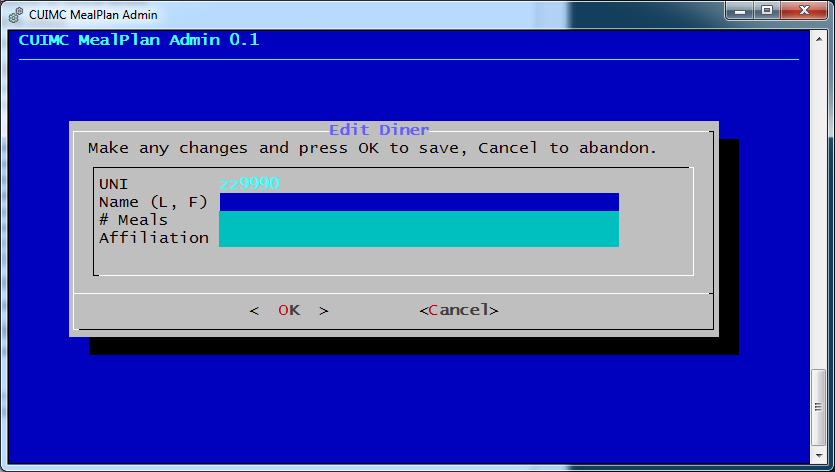 CUIMC MealPlan Admin
CUIMC MealPlan Admin 0.1
Edit Diner
Make any changes and press OK to save, Cancel to abandon.
UNI zz9990
Name (L, F)
# Meals
Affiliation
< OK > <Cancel>